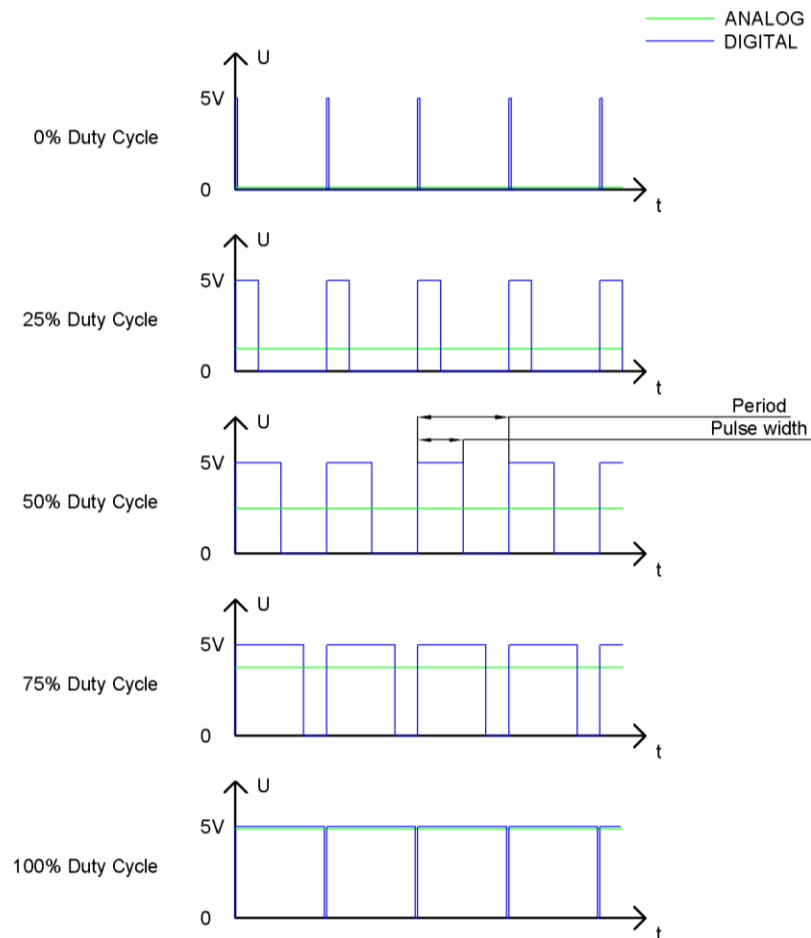 ANALOG
DIGITAL
U
5V
0% Duty Cycle
0
t
U
5V
25% Duty Cycle
0
t
Period
Pulse width
U
5V
50% Duty Cycle
0
t
U
5V
75% Duty Cycle
0
t
U
5V
100% Duty Cycle
0
t